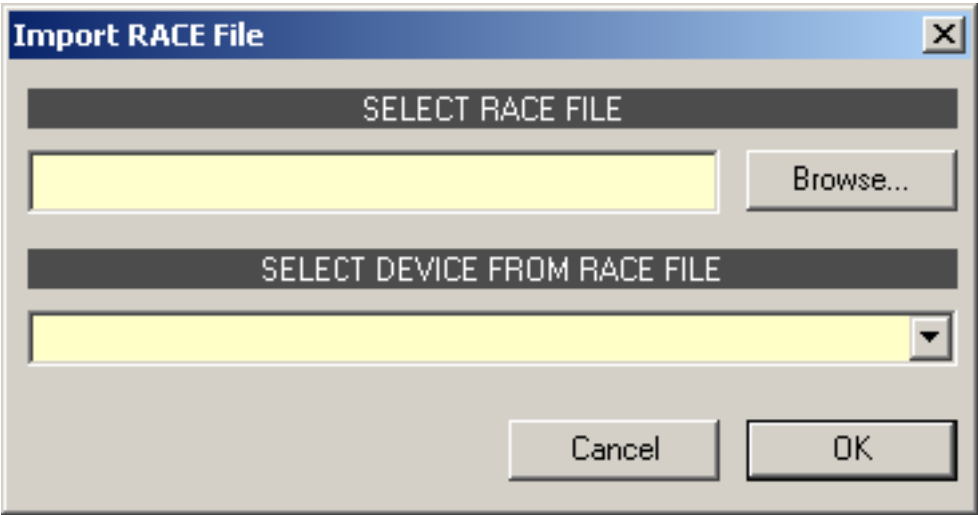 Import RACE File
SELECT RACE FILE
Browse...
SELECT DEVICE FROM RACE FILE
Cancel
OK